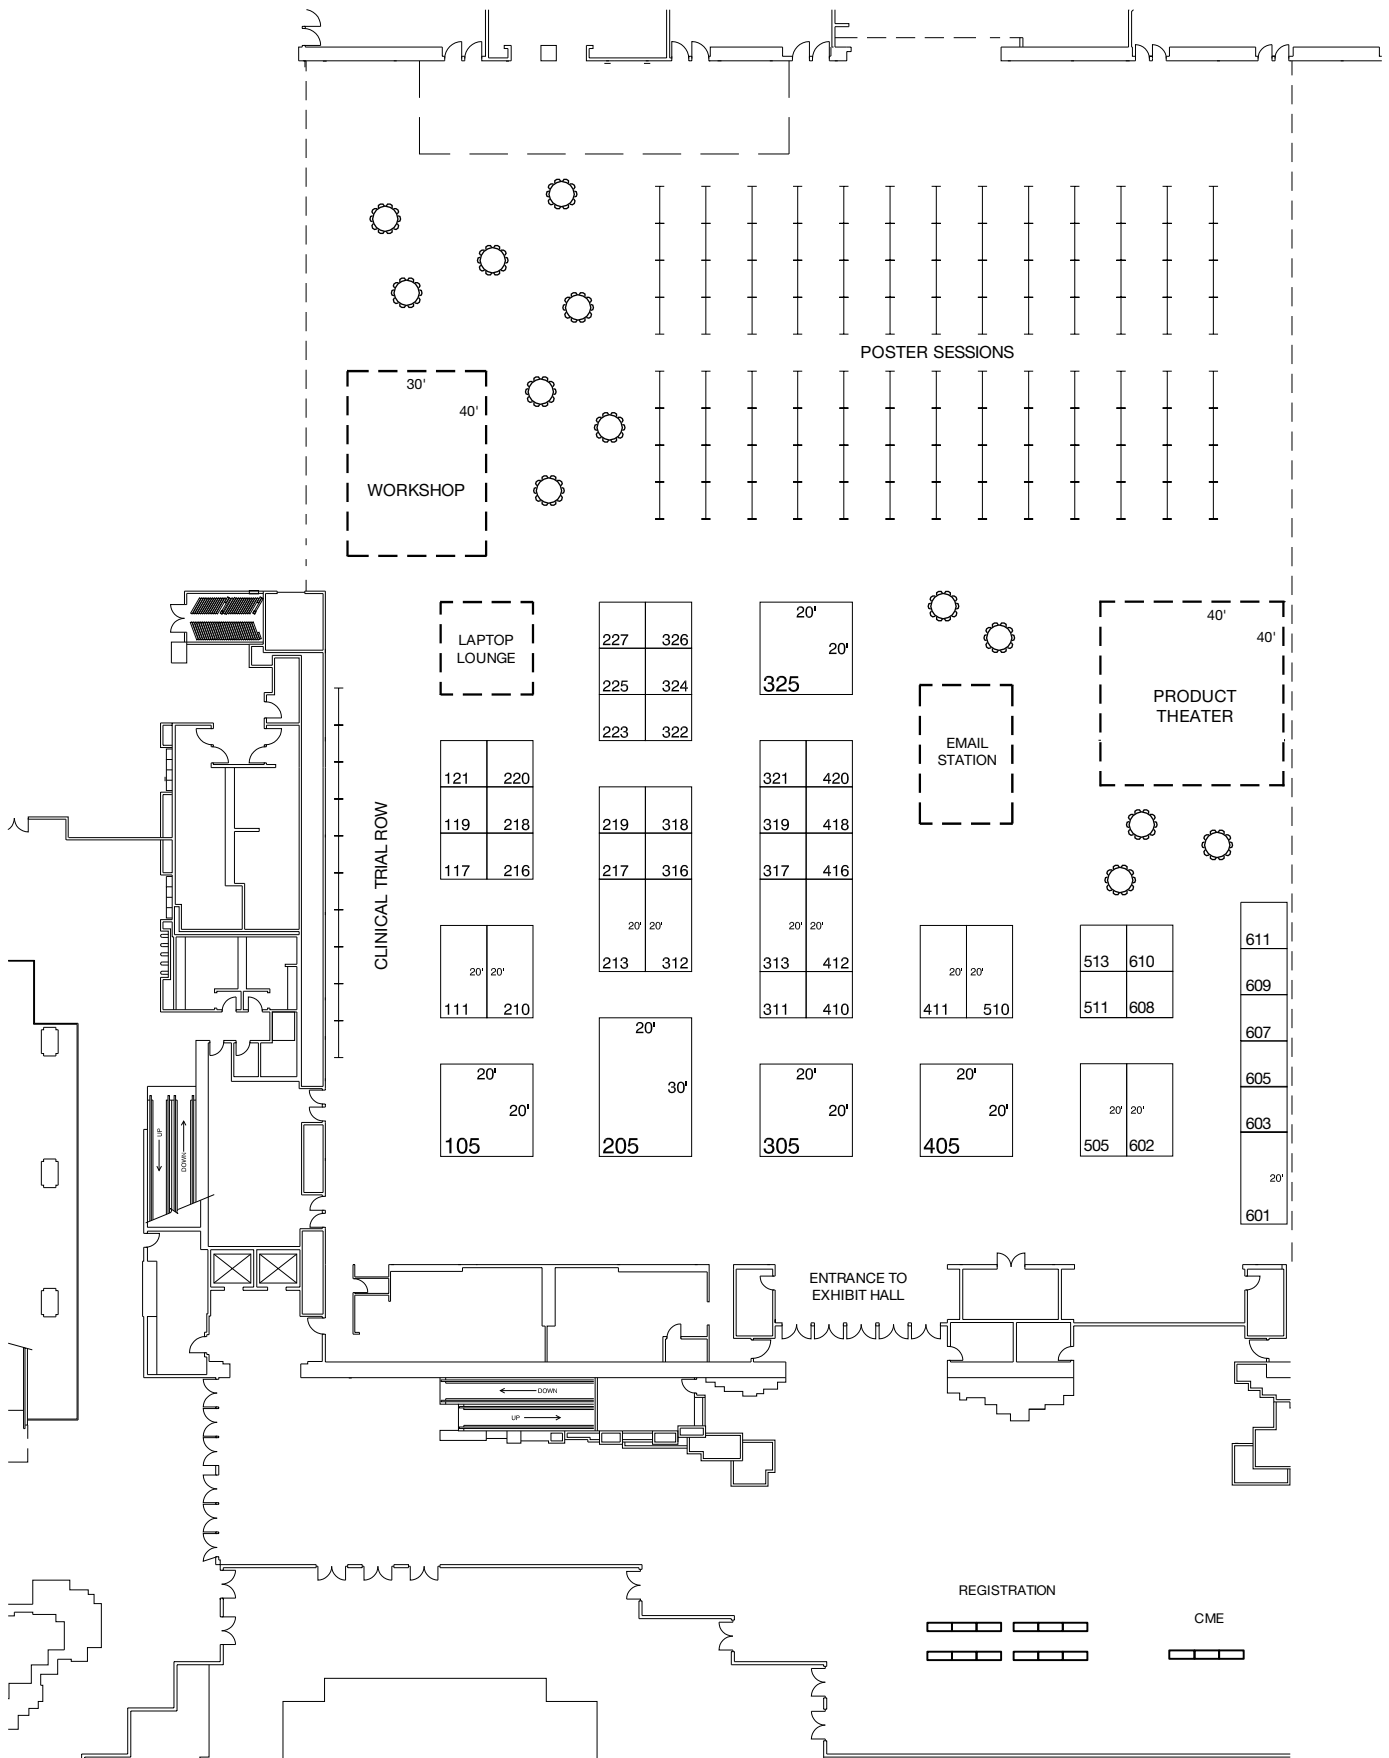 POSTER SESSIONS
30'
40'
WORKSHOP
LAPTOP
LOUNGE
227 326
225 324
223 322
20'
20'
325
40'
40'
PRODUCT
THEATER
EMAIL
STATION
CLINICAL TRIAL ROW
121 220
119 218
117 216
219 318
217 316
20' 20'
213 312
321 420
319 418
317 416
20' 20'
313 412
311 410
20' 20'
111 210
20' 20'
411 510
513 610
511 608
611
609
607
605
603
20'
601
20'
20'
105
20'
30'
205
20'
20'
305
20'
20'
405
20' 20'
505 602
UP
DOWN
ENTRANCE TO
EXHIBIT HALL
DOWN
UP
REGISTRATION
CME